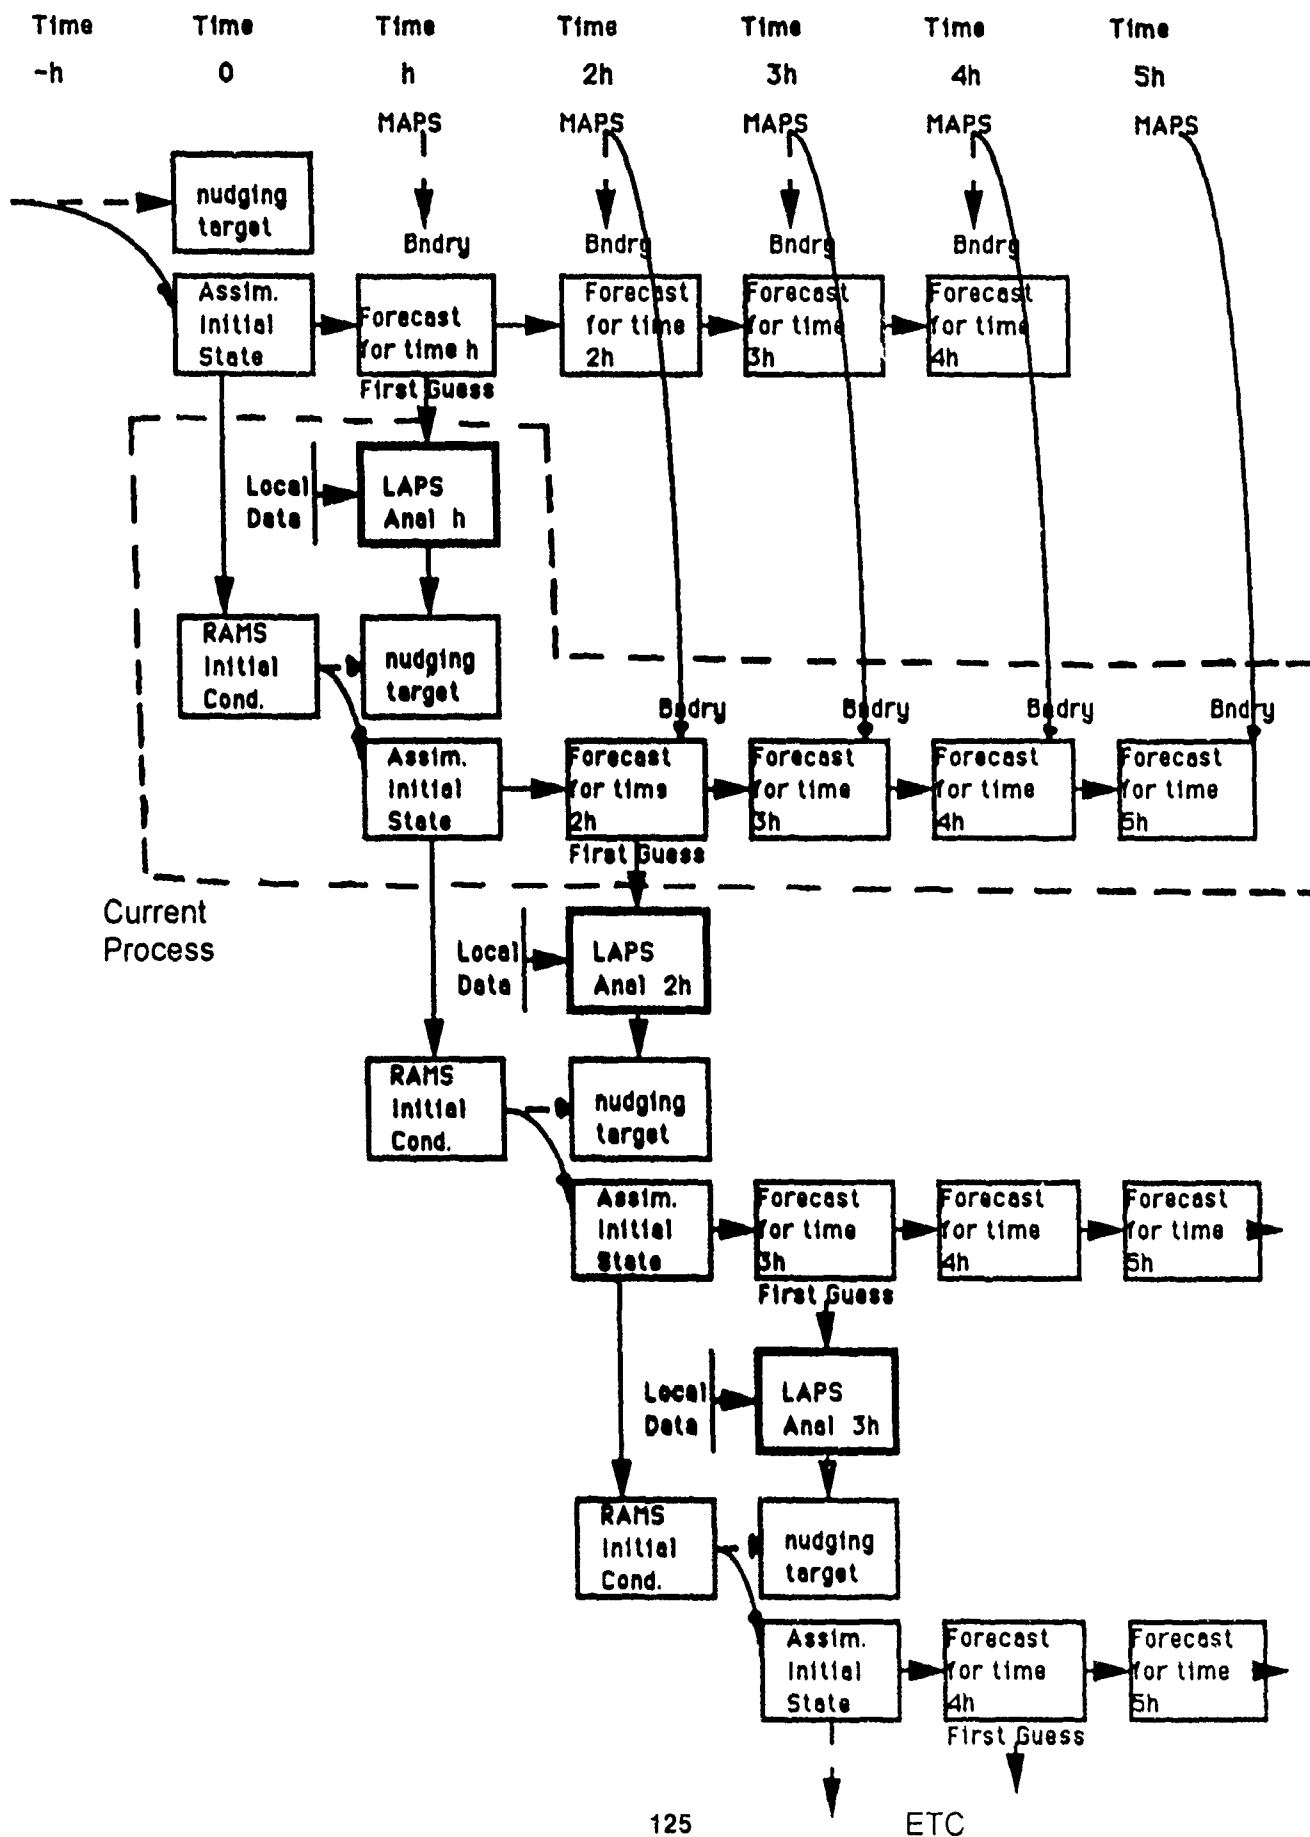 Time Time Time Time Time Time Time
-h 0 h 2h 3h 4h 5h
MAPS MAPS MAPS MAPS MAPS
nudging
target
Bndry Bndry Bndry Bndry
Assim.
Initial
State
Forecast
for time h
Forecast
for time
2h
Forecast
for time
3h
Forecast
for time
4h
First Guess
Local
Data
LAPS
Anal h
RAMS
Initial
Cond.
nudging
target
Bndry Bndry Bndry Bndry
Assim.
Initial
State
Forecast
for time
2h
Forecast
for time
3h
Forecast
for time
4h
Forecast
for time
5h
First Guess
Current
Process
Local
Data
LAPS
Anal 2h
RAMS
Initial
Cond.
nudging
target
Assim.
Initial
State
Forecast
for time
3h
Forecast
for time
4h
Forecast
for time
5h
First Guess
Local
Data
LAPS
Anal 3h
RAMS
Initial
Cond.
nudging
target
Assim.
Initial
State
Forecast
for time
4h
Forecast
for time
5h
First Guess
125
ETC